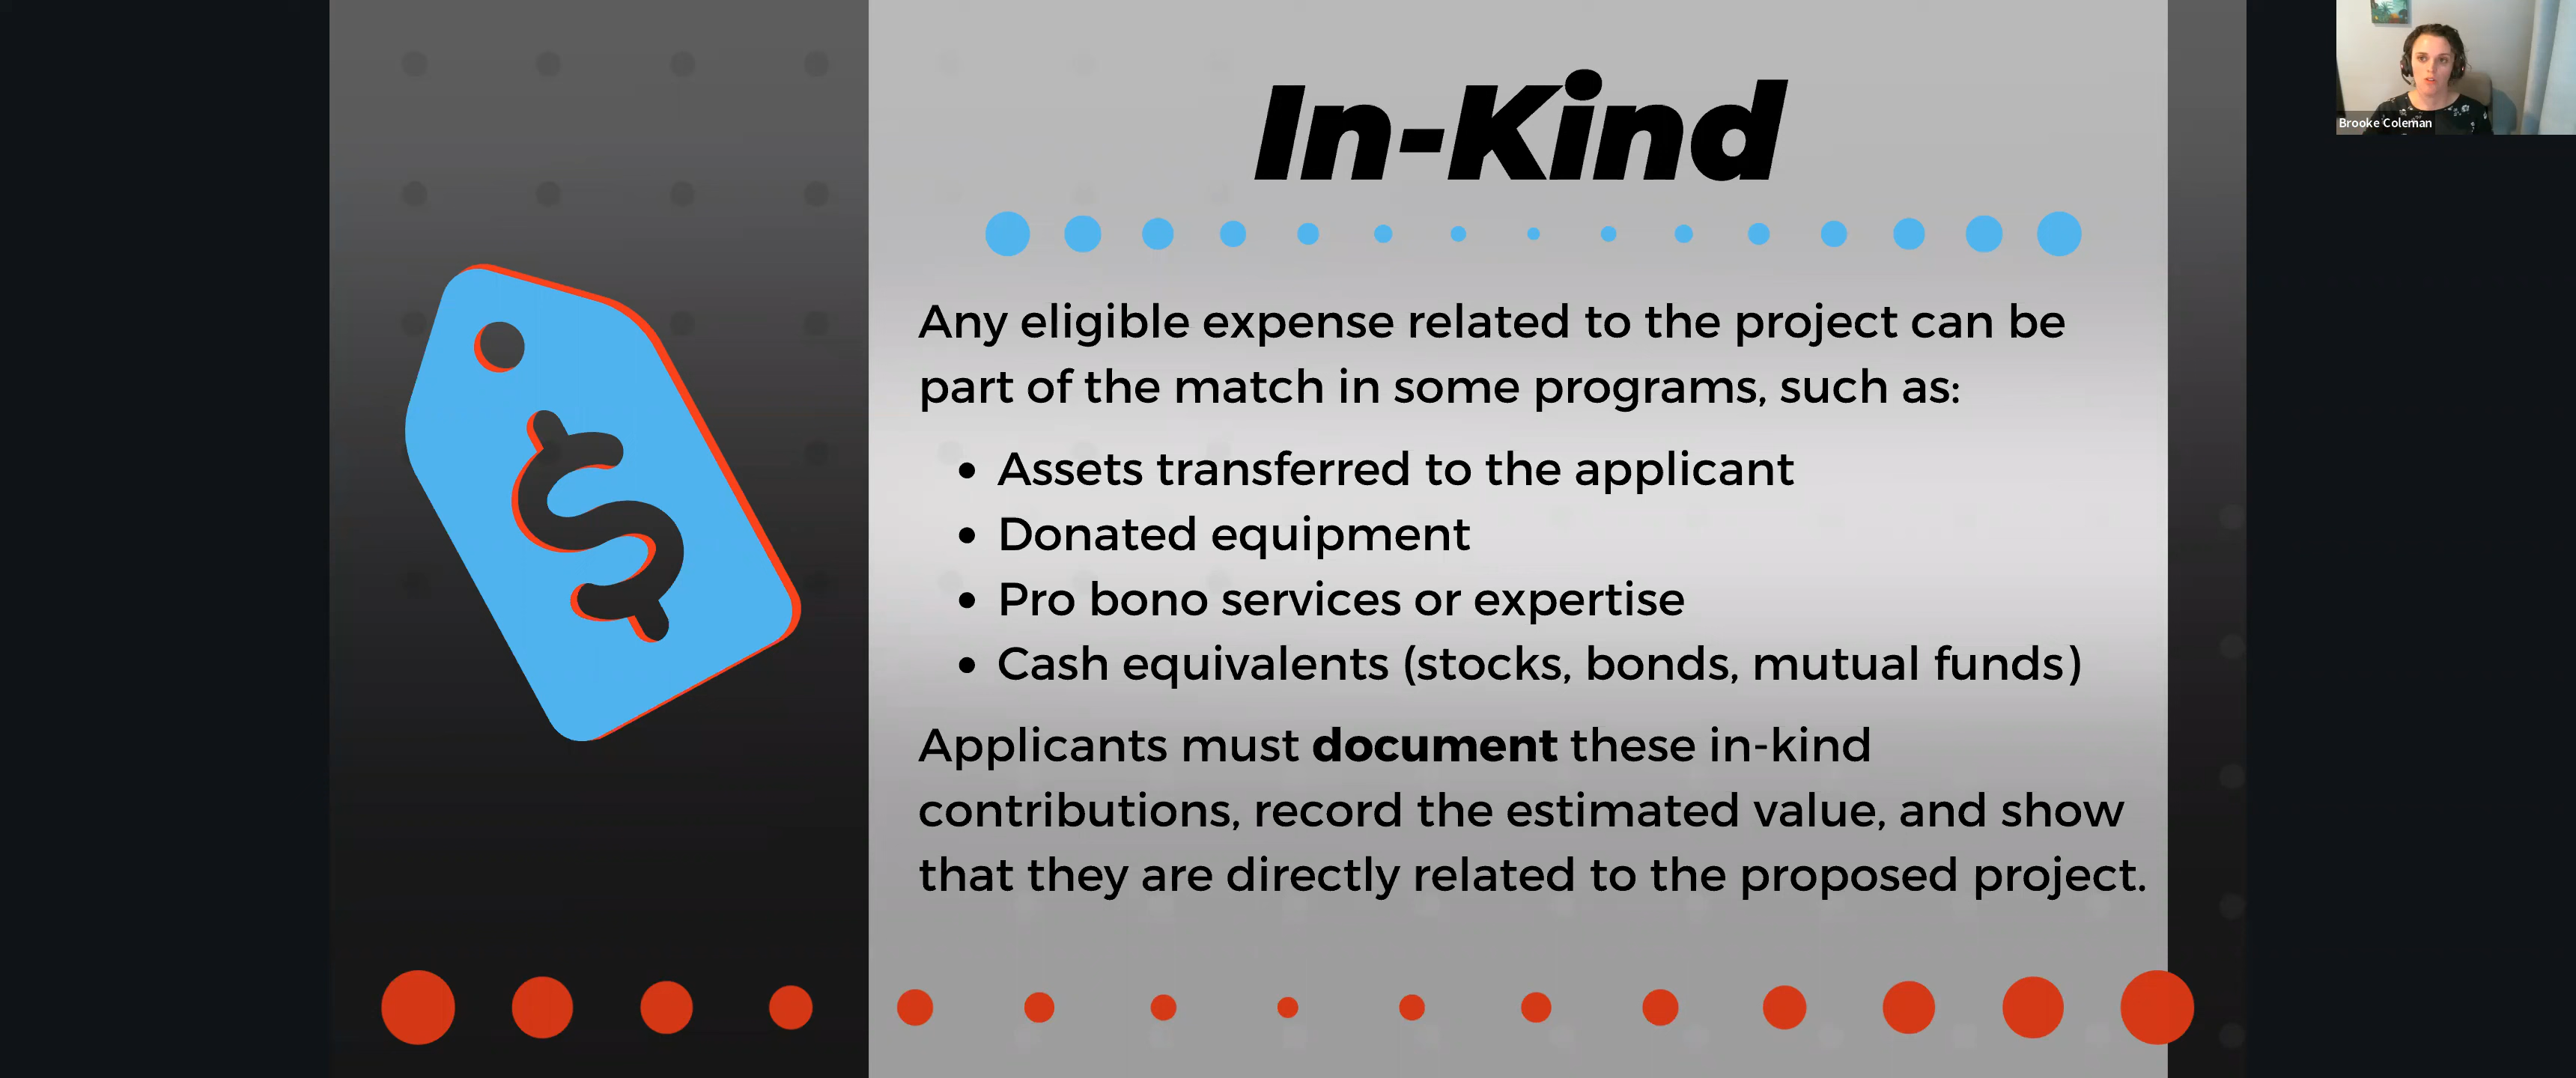 In-Kind
Any eligible expense related to the project can be
part of the match in some programs, such as:
• Assets transferred to the applicant
• Donated equipment
• Pro bono services or expertise
• Cash equivalents (stocks, bonds, mutual funds)
Applicants must document these in-kind
contributions, record the estimated value, and show
that they are directly related to the proposed project.
$
Brooke Coleman